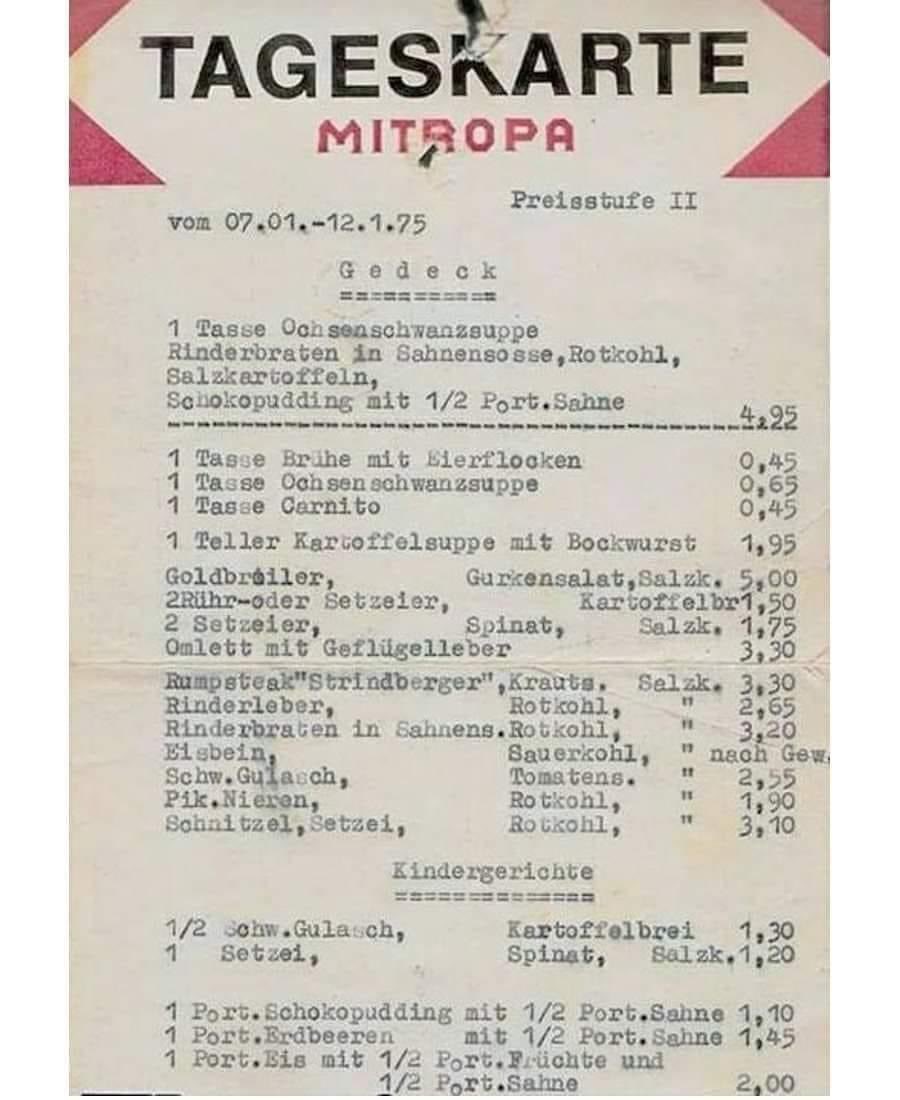 TAGESKARTE
MITROPA
Preisstufe II
vom 07.01.-12.1.75
Gedeck
===========
1 Tasse Ochsenschwanzsuppe
Rinderbraten in Sahnensosse,Rotkohl,
Salzkartoffeln,
Schokopudding mit 1/2 Port.Sahne 4,95
1 Tasse Brühe mit Eierflocken 0,45
1 Tasse Ochsenschwanzsuppe 0,65
1 Tasse Carnito 0,45
1 Teller Kartoffelsuppe mit Bockwurst 1,95
Goldbroiler, Gurkensalat,Salzk. 5,00
2Rühr-oder Setzeier, Kartoffelbr1,50
2 Setzeier, Spinat, Salzk. 1,75
Omlett mit Geflügelleber 3,30
Rumpsteak"Strindberger",Krauts. Salzk. 3,30
Rinderleber, Rotkohl, " 2,65
Rinderbraten in Sahnens.Rotkohl, " 3,20
Eisbein, Sauerkohl, " nach Gew.
Schw.Gulasch, Tomatens. " 2,55
Pik.Nieren, Rotkohl, " 1,90
Schnitzel,Setzei, Rotkohl, " 3,10
Kindergerichte
==============
1/2 Schw.Gulasch, Kartoffelbrei 1,30
1 Setzei, Spinat, Salzk.1,20
1 Port.Schokopudding mit 1/2 Port.Sahne 1,10
1 Port.Erdbeeren mit 1/2 Port.Sahne 1,45
1 Port.Eis mit 1/2 Port.Früchte und
1/2 Port.Sahne 2,00